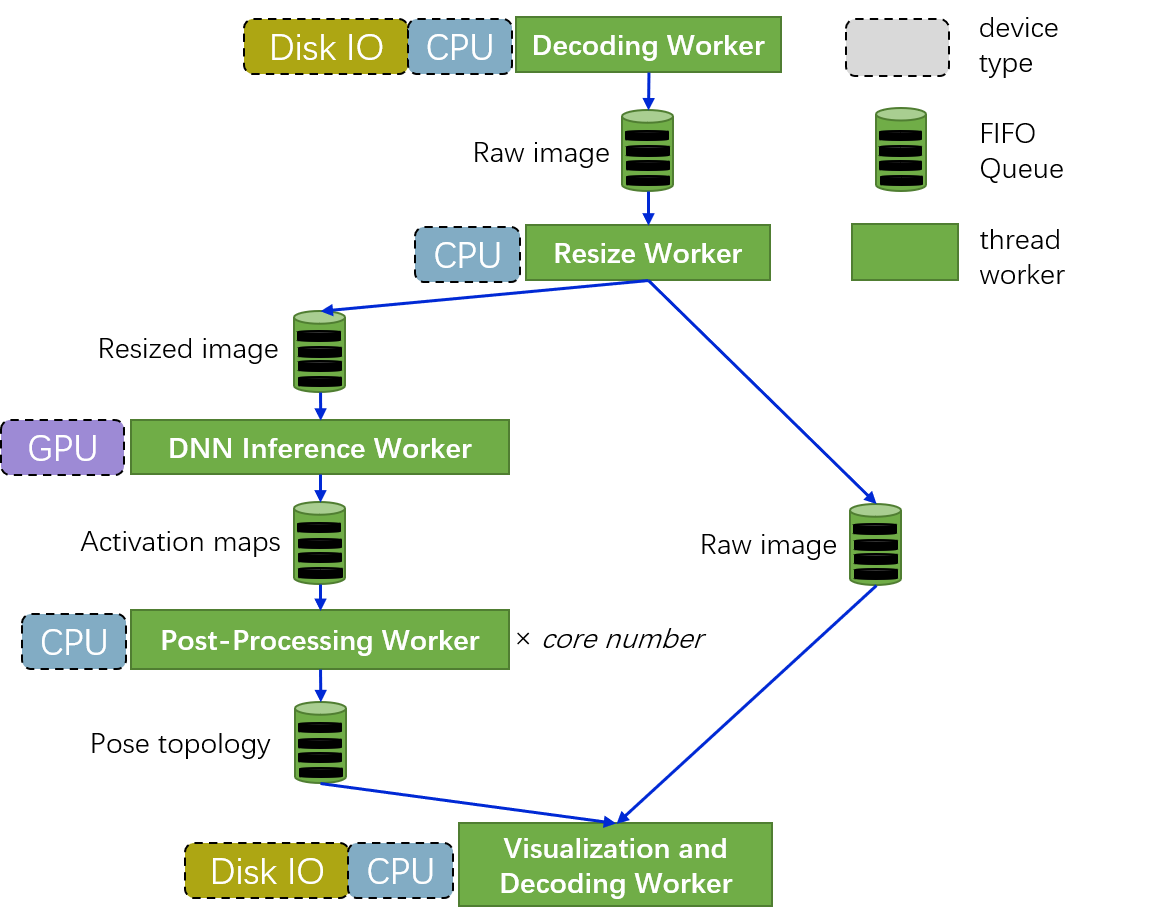 Disk IO CPU Decoding Worker
device
type
Raw image
FIFO
Queue
CPU Resize Worker
thread
worker
Resized image
GPU DNN Inference Worker
Activation maps
Raw image
CPU Post-Processing Worker × core number
Pose topology
Disk IO CPU Visualization and
Decoding Worker